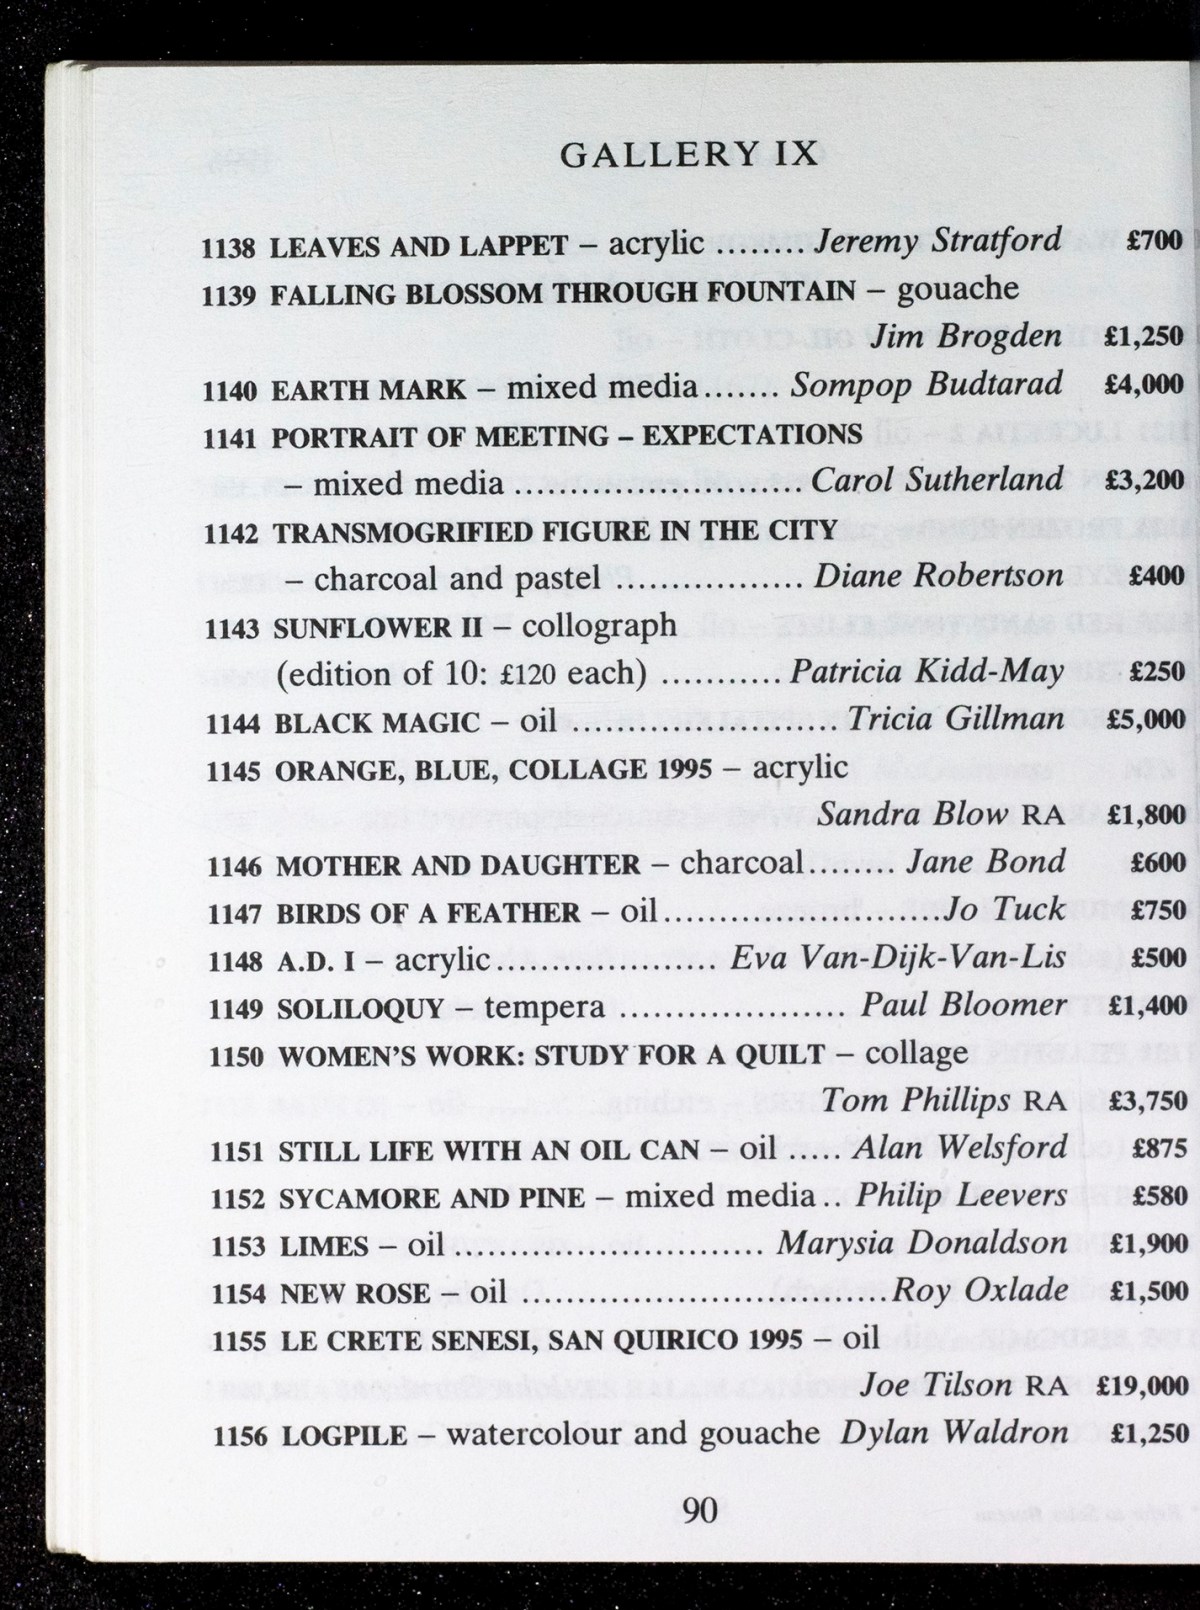 GALLERY IX
1138 LEAVES AND LAPPET – acrylic ........ Jeremy Stratford £700
1139 FALLING BLOSSOM THROUGH FOUNTAIN – gouache
Jim Brogden £1,250
1140 EARTH MARK – mixed media....... Sompop Budtarad £4,000
1141 PORTRAIT OF MEETING – EXPECTATIONS
– mixed media ........................... Carol Sutherland £3,200
1142 TRANSMOGRIFIED FIGURE IN THE CITY
– charcoal and pastel ................. Diane Robertson £400
1143 SUNFLOWER II – collograph
(edition of 10: £120 each) ........... Patricia Kidd-May £250
1144 BLACK MAGIC – oil ........................ Tricia Gillman £5,000
1145 ORANGE, BLUE, COLLAGE 1995 – acrylic
Sandra Blow RA £1,800
1146 MOTHER AND DAUGHTER – charcoal........ Jane Bond £600
1147 BIRDS OF A FEATHER – oil..........................Jo Tuck £750
1148 A.D. I – acrylic.................... Eva Van-Dijk-Van-Lis £500
1149 SOLILOQUY – tempera .................... Paul Bloomer £1,400
1150 WOMEN'S WORK: STUDY FOR A QUILT – collage
Tom Phillips RA £3,750
1151 STILL LIFE WITH AN OIL CAN – oil ..... Alan Welsford £875
1152 SYCAMORE AND PINE – mixed media.. Philip Leevers £580
1153 LIMES – oil............................. Marysia Donaldson £1,900
1154 NEW ROSE – oil .................................Roy Oxlade £1,500
1155 LE CRETE SENESI, SAN QUIRICO 1995 – oil
Joe Tilson RA £19,000
1156 LOGPILE – watercolour and gouache Dylan Waldron £1,250
90